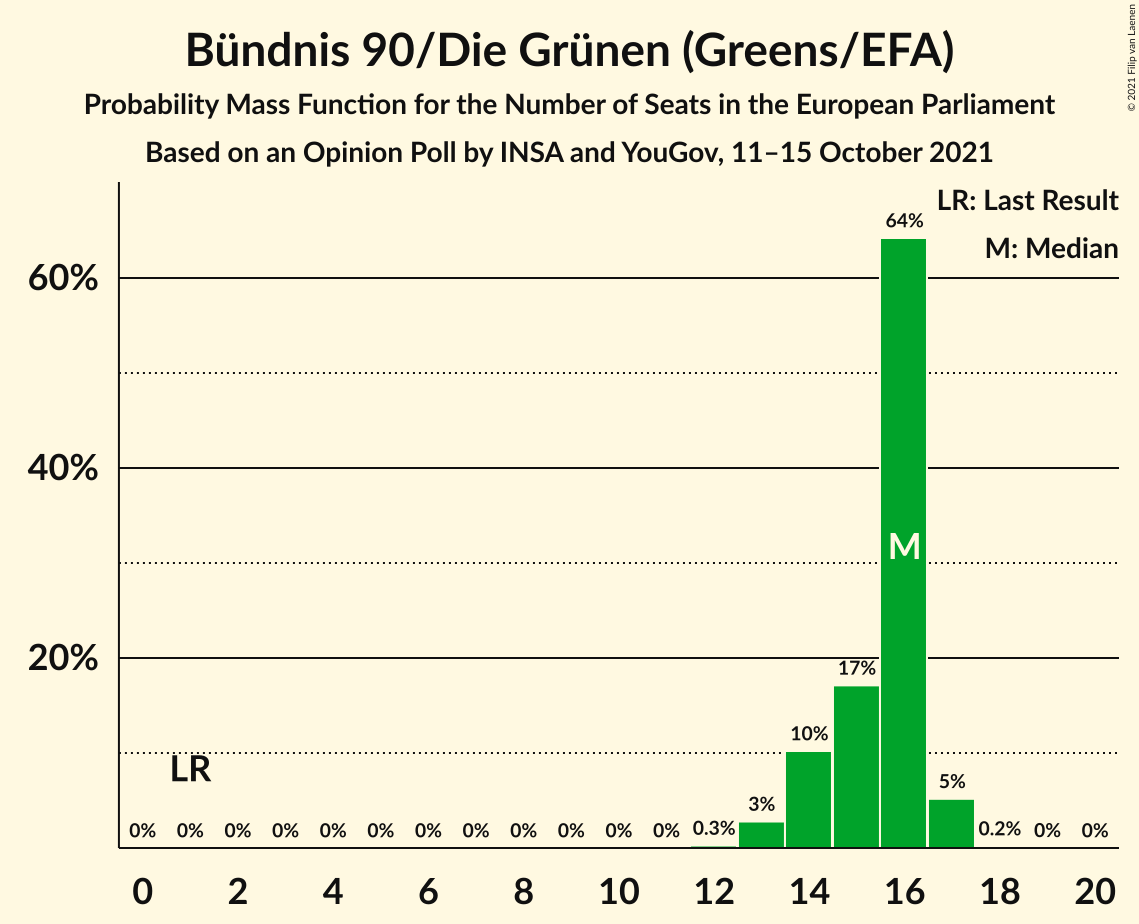 Bündnis 90/Die Grünen (Greens/EFA)
Probability Mass Function for the Number of Seats in the European Parliament
Based on an Opinion Poll by INSA and YouGov, 11–15 October 2021
© 2021 Filip van Laenen
LR: Last Result
M: Median
64%
60%
40%
M
20%
17%
10%
LR
5%
3%
0% 0% 0% 0% 0% 0% 0% 0% 0% 0% 0% 0% 0.3% 0.2% 0% 0%
0 2 4 6 8 10 12 14 16 18 20